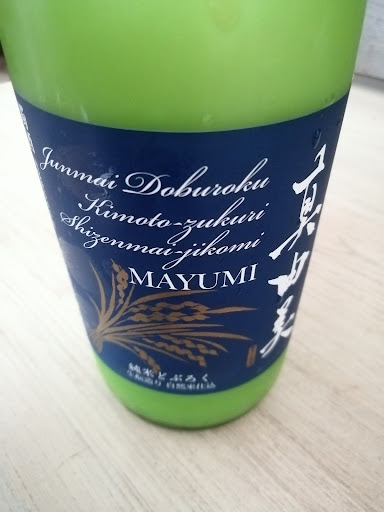 Junmai Doburoku
Kimoto-zukuri
Shizenmai-jikomi
MAYUMI
真由美
純米どぶろく
生酛造り 自然米仕込